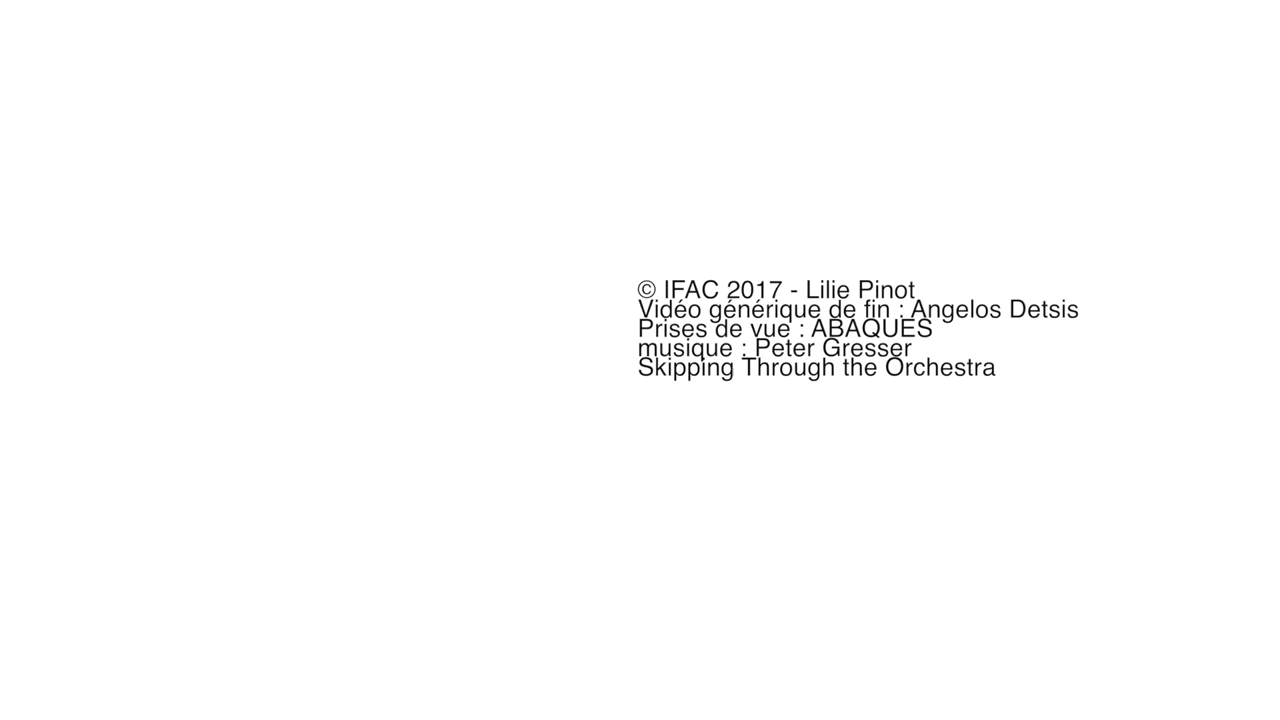 © IFAC 2017 - Lilie Pinot
Vidéo générique de fin : Angelos Detsis
Prises de vue : ABAQUES
musique : Peter Gresser
Skipping Through the Orchestra